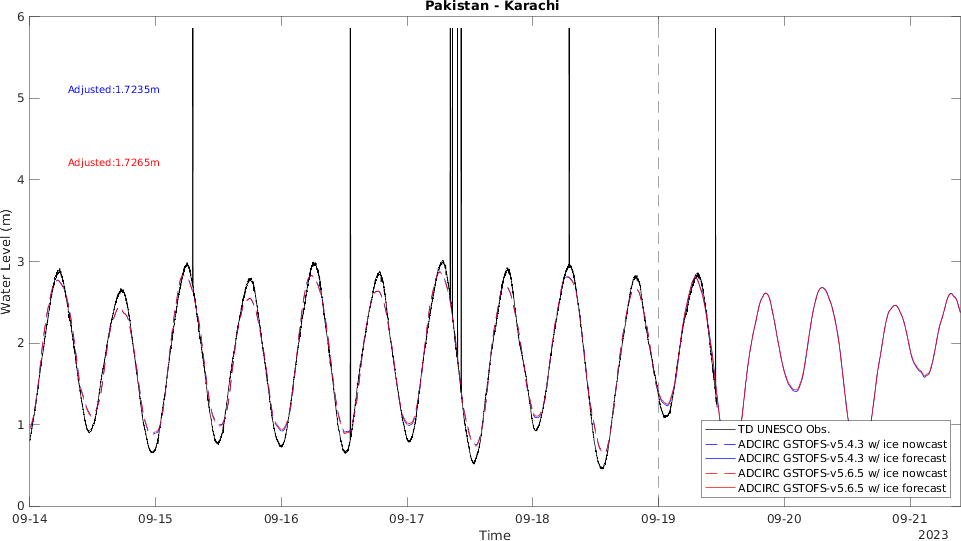 Pakistan - Karachi
6
5
4
3
2
1
0
Water Level (m)
Adjusted:1.7235m
Adjusted:1.7265m
TD UNESCO Obs.
ADCIRC GSTOFS-v5.4.3 w/ ice nowcast
ADCIRC GSTOFS-v5.4.3 w/ ice forecast
ADCIRC GSTOFS-v5.6.5 w/ ice nowcast
ADCIRC GSTOFS-v5.6.5 w/ ice forecast
09-14 09-15 09-16 09-17 09-18 09-19 09-20 09-21
Time
2023